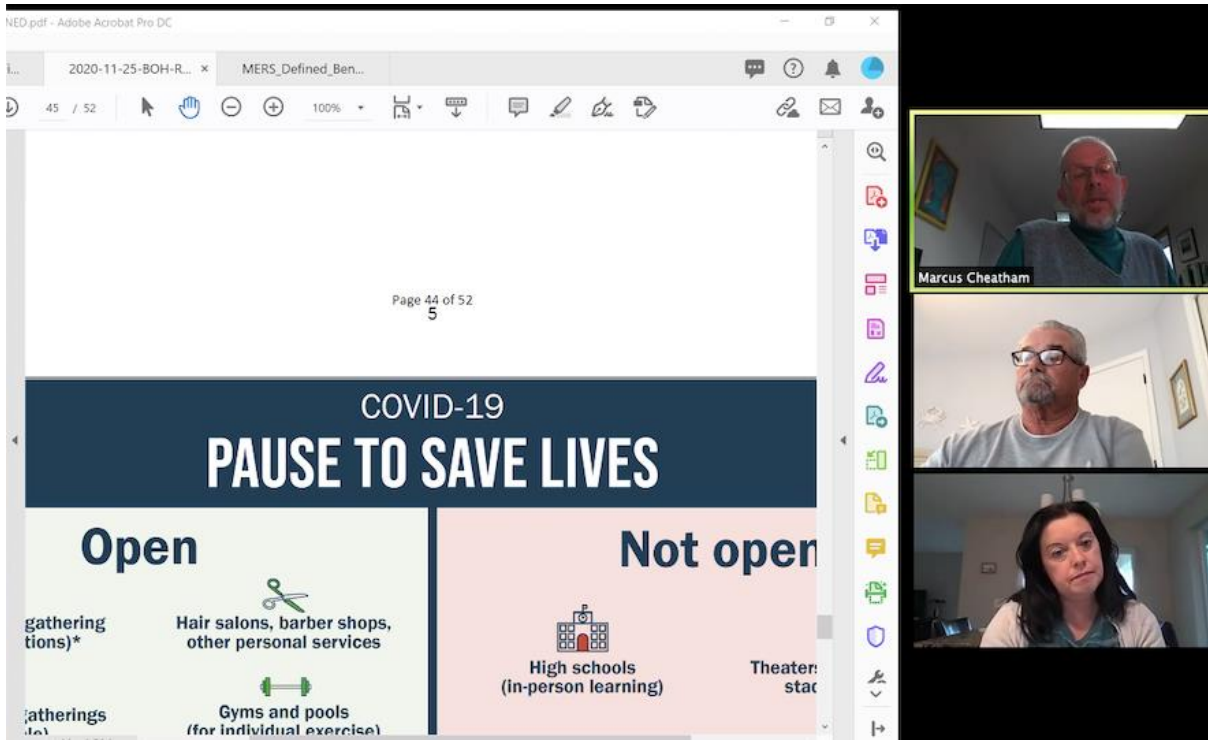 NED.pdf - Adobe Acrobat Pro DC
2020-11-25-BOH-R... ×
MERS_Defined_Ben...
45 / 52
100%
Page 44 of 52
5
COVID-19
PAUSE TO SAVE LIVES
Open
gathering
tions)*
Hair salons, barber shops,
other personal services
atherings
Gyms and pools
(for individual exercise)
Not open
High schools
(in-person learning)
Theaters
stad
Marcus Cheatham